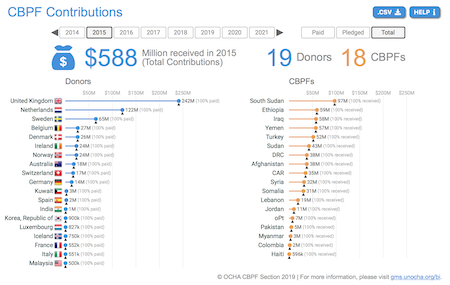 CBPF Contributions
.CSV
HELP
2014 2015 2016 2017 2018 2019 2020 2021
Paid Pledged Total
$588 Million received in 2015
(Total Contributions)
19 Donors 18 CBPFs
Donors
$50M $100M $150M $200M $250M
United Kingdom 242M (100% paid)
Netherlands 122M (100% paid)
Sweden 65M (100% paid)
Belgium 27M (100% paid)
Denmark 26M (100% paid)
Ireland 24M (100% paid)
Norway 24M (100% paid)
Australia 18M (100% paid)
Switzerland 17M (100% paid)
Germany 14M (100% paid)
Kuwait 3M (100% paid)
Spain 2M (100% paid)
India 1M (100% paid)
Korea, Republic of 900k (100% paid)
Luxembourg 827k (100% paid)
Iceland 750k (100% paid)
France 552k (100% paid)
Italy 551k (100% paid)
Malaysia 500k (100% paid)
CBPFs
$50M $100M $150M $200M $250M
South Sudan 97M (100% received)
Ethiopia 59M (100% received)
Iraq 58M (100% received)
Yemen 57M (100% received)
Turkey 52M (100% received)
Sudan 43M (100% received)
DRC 38M (100% received)
Afghanistan 38M (100% received)
CAR 35M (100% received)
Syria 32M (100% received)
Somalia 31M (100% received)
Lebanon 19M (100% received)
Jordan 11M (100% received)
oPt 7M (100% received)
Pakistan 5M (100% received)
Myanmar 3M (100% received)
Colombia 2M (100% received)
Haiti 396k (100% received)
© OCHA CBPF Section 2019 | For more information, please visit gms.unocha.org/bi.